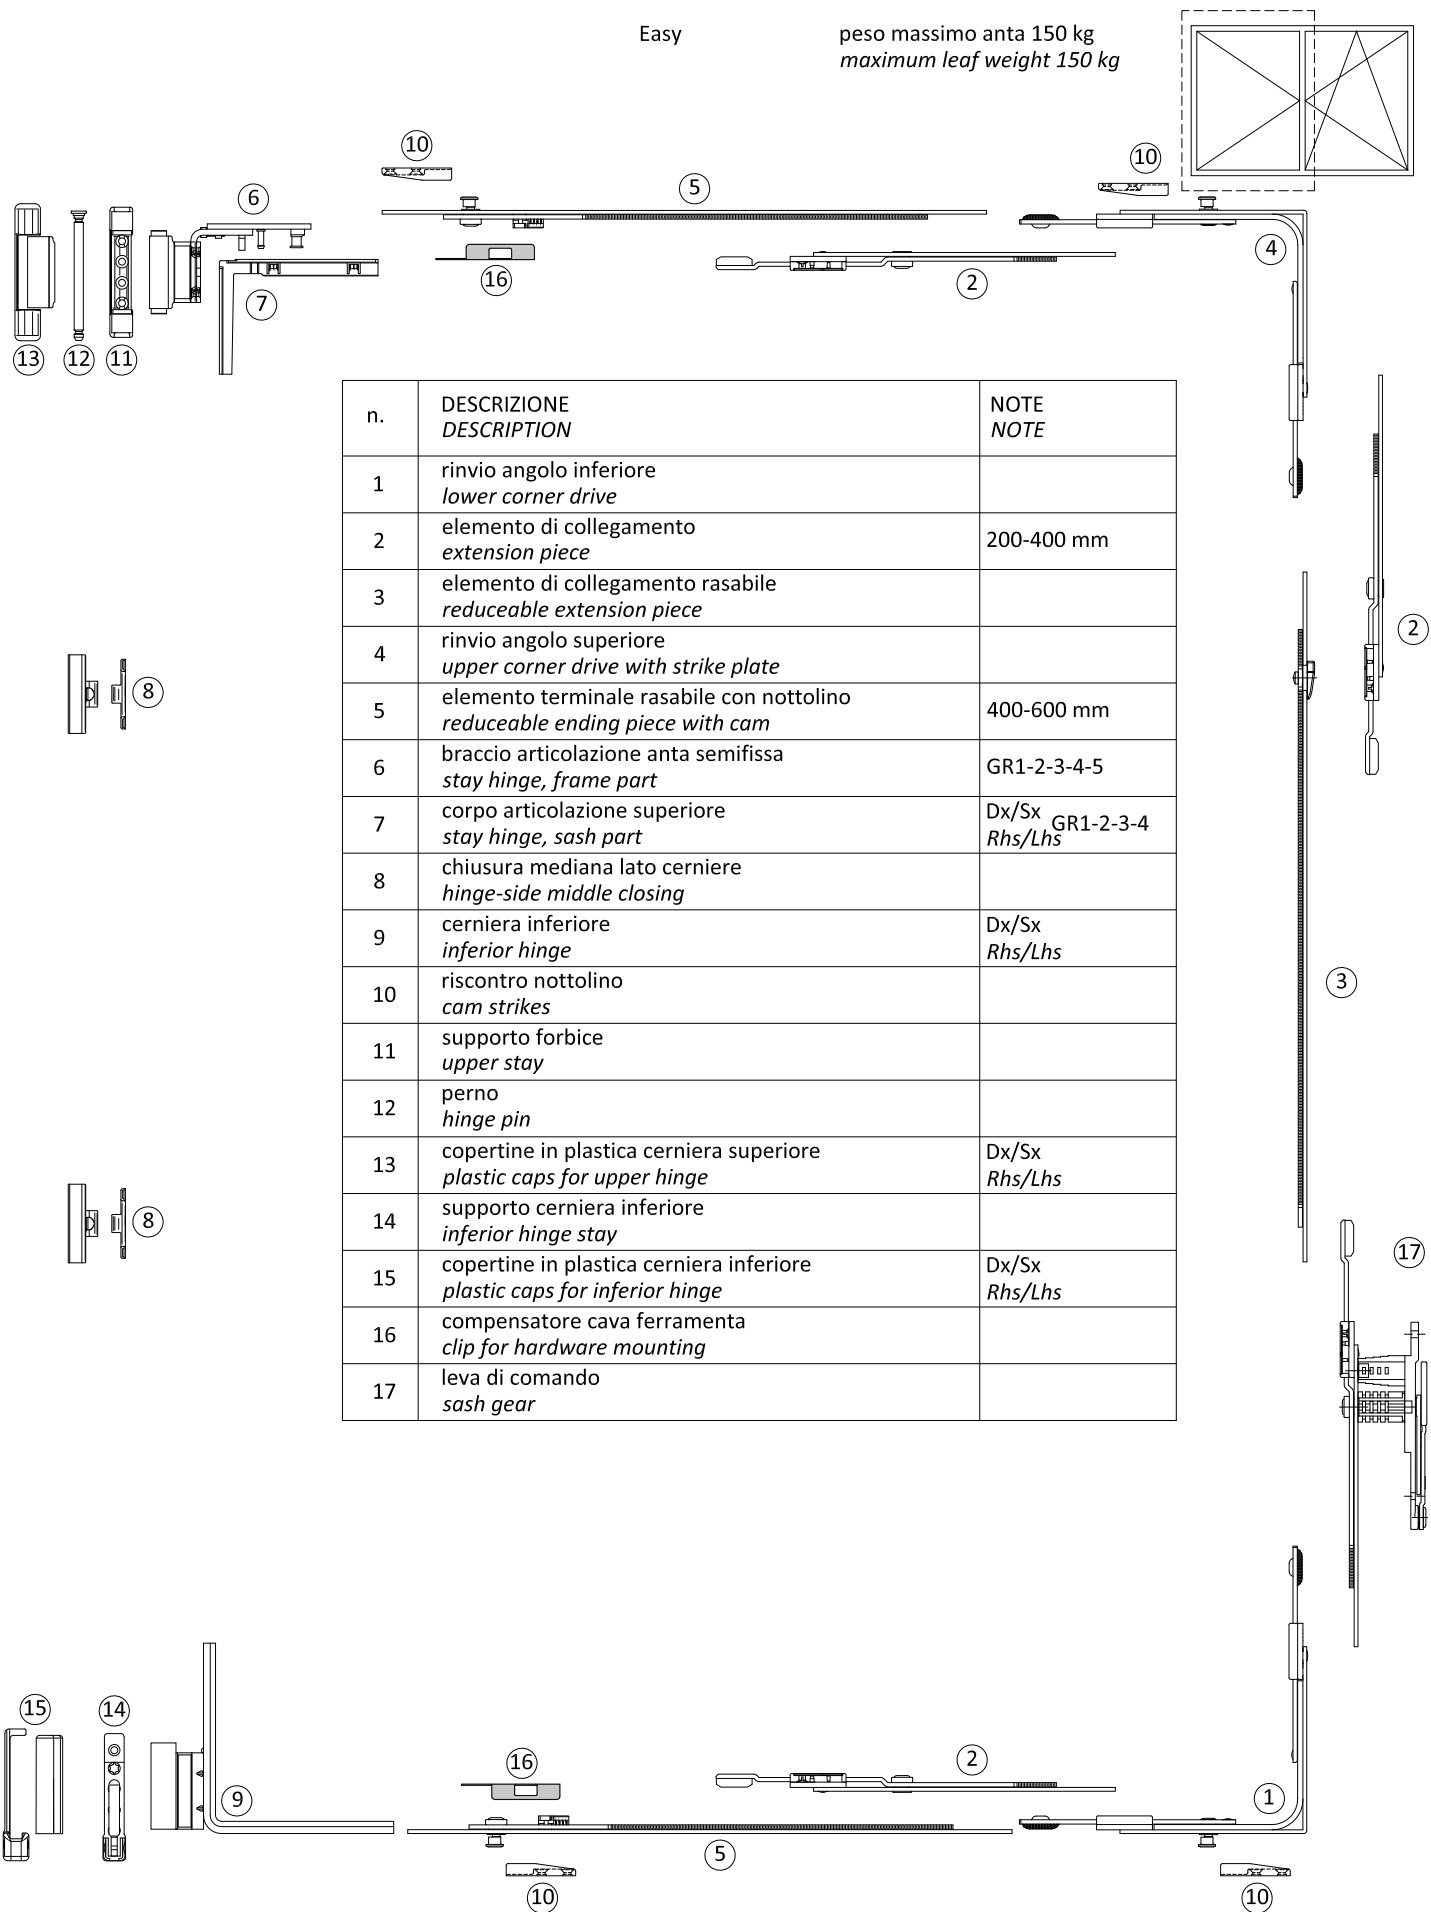 Easy
peso massimo anta 150 kg
maximum leaf weight 150 kg
10
10
5
6
4
16
2
7
13
12
11
n.
DESCRIZIONE
DESCRIPTION
NOTE
NOTE
1
rinvio angolo inferiore
lower corner drive
2
elemento di collegamento
extension piece
200-400 mm
3
elemento di collegamento rasabile
reduceable extension piece
4
rinvio angolo superiore
upper corner drive with strike plate
5
elemento terminale rasabile con nottolino
reduceable ending piece with cam
400-600 mm
6
braccio articolazione anta semifissa
stay hinge, frame part
GR1-2-3-4-5
7
corpo articolazione superiore
stay hinge, sash part
Dx/Sx
Rhs/Lhs
GR1-2-3-4
8
chiusura mediana lato cerniere
hinge-side middle closing
9
cerniera inferiore
inferior hinge
Dx/Sx
Rhs/Lhs
10
riscontro nottolino
cam strikes
11
supporto forbice
upper stay
12
perno
hinge pin
13
copertine in plastica cerniera superiore
plastic caps for upper hinge
Dx/Sx
Rhs/Lhs
14
supporto cerniera inferiore
inferior hinge stay
15
copertine in plastica cerniera inferiore
plastic caps for inferior hinge
Dx/Sx
Rhs/Lhs
16
compensatore cava ferramenta
clip for hardware mounting
17
leva di comando
sash gear
2
8
3
8
17
15
14
16
2
9
1
5
10
10